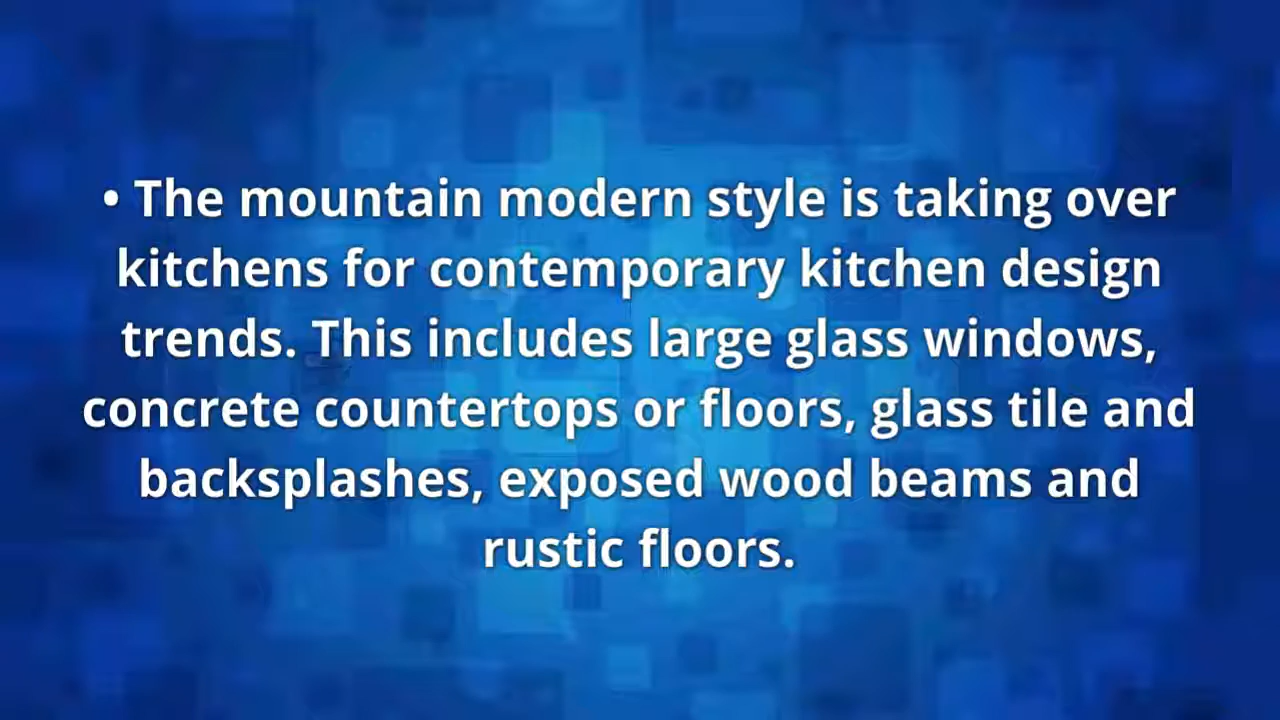 • The mountain modern style is taking over
kitchens for contemporary kitchen design
trends. This includes large glass windows,
concrete countertops or floors, glass tile and
backsplashes, exposed wood beams and
rustic floors.